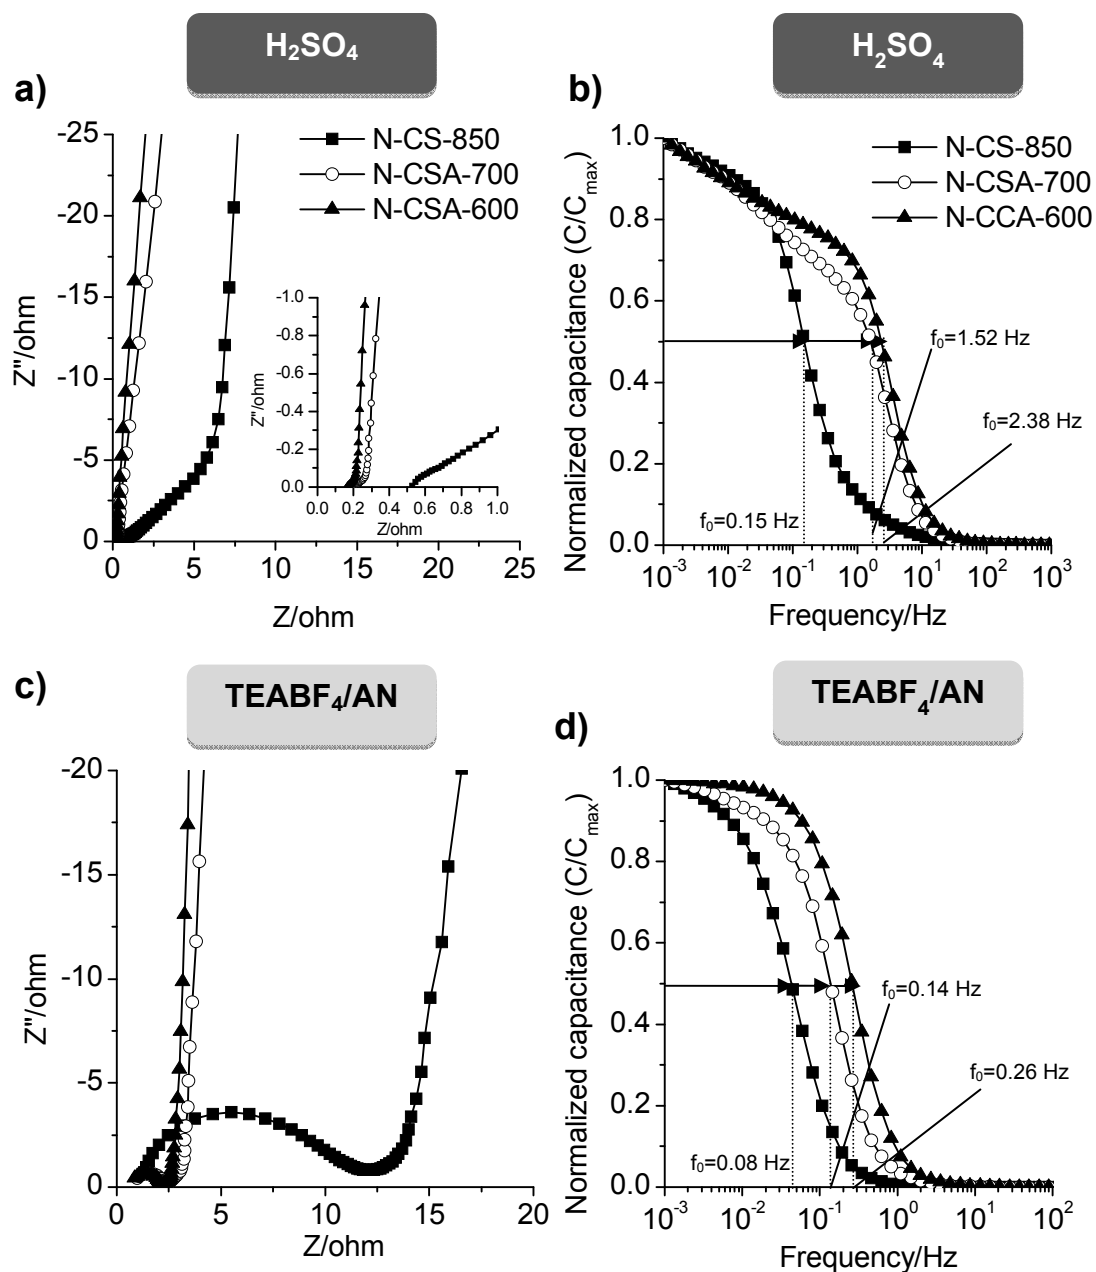 H₂SO₄
a)
-25
-20
-15
-10
-5
0
Z"/ohm
N-CS-850
N-CSA-700
N-CSA-600
-1.0
-0.8
-0.6
-0.4
-0.2
0.0
Z"/ohm
0.0 0.2 0.4 0.6 0.8 1.0
Z/ohm
0 5 10 15 20 25
Z/ohm
H₂SO₄
b)
1.0
0.8
0.6
0.4
0.2
0.0
Normalized capacitance (C/Cmax)
N-CS-850
N-CSA-700
N-CCA-600
f₀=1.52 Hz
f₀=2.38 Hz
f₀=0.15 Hz
10⁻³ 10⁻² 10⁻¹ 10⁰ 10¹ 10² 10³
Frequency/Hz
TEABF₄/AN
c)
-20
-15
-10
-5
0
Z"/ohm
0 5 10 15 20
Z/ohm
TEABF₄/AN
d)
1.0
0.8
0.6
0.4
0.2
0.0
Normalized capacitance (C/Cmax)
f₀=0.14 Hz
f₀=0.26 Hz
f₀=0.08 Hz
10⁻³ 10⁻² 10⁻¹ 10⁰ 10¹ 10²
Frequency/Hz